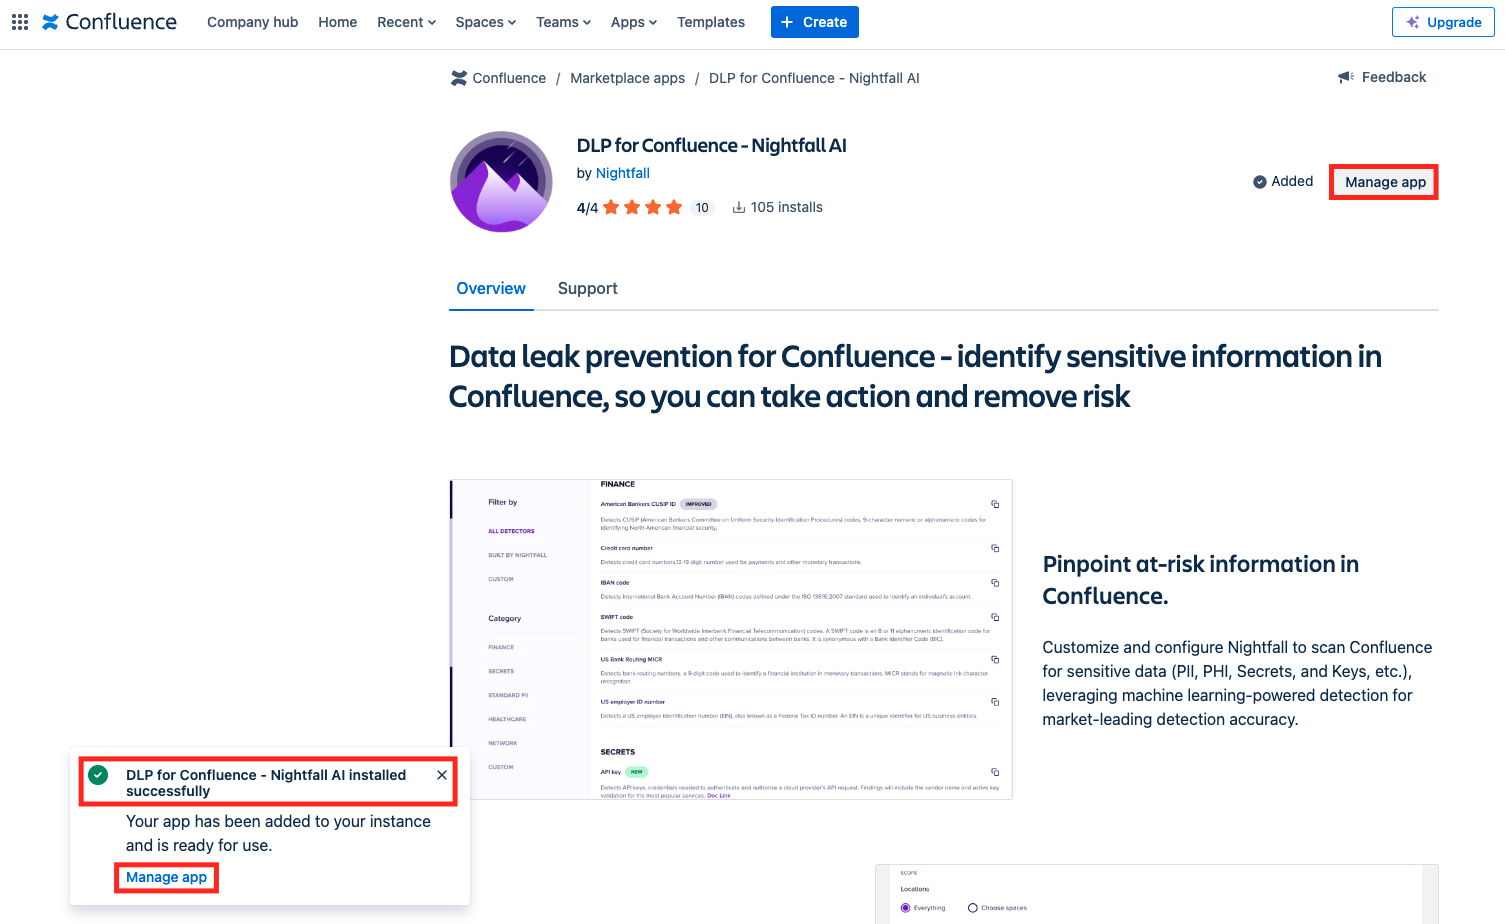 Confluence
Company hub
Home
Recent
Spaces
Teams
Apps
Templates
+ Create
Upgrade
Confluence / Marketplace apps / DLP for Confluence - Nightfall AI
Feedback
DLP for Confluence - Nightfall AI
by Nightfall
4/4
10
105 installs
Added
Manage app
Overview
Support
Data leak prevention for Confluence - identify sensitive information in
Confluence, so you can take action and remove risk
Filter by
ALL DETECTORS
BUILT BY NIGHTFALL
CUSTOM
Category
FINANCE
SECRETS
STANDARD PII
HEALTHCARE
NETWORK
CUSTOM
FINANCE
American Bankers CUSIP ID IMPROVED
Detects CUSIP (American Bankers Committee on Uniform Security Identification Procedures) codes, 9-character numeric or alphanumeric codes for
identifying North American financial security.
Credit card number
Detects credit card numbers,12-19 digit number used for payments and other monetary transactions.
IBAN code
Detects International Bank Account Number (IBAN) codes defined under the ISO 13616.2007 standard used to identify an individual's account.
SWIFT code
Detects SWIFT (Society for Worldwide Interbank Financial Telecommunication) codes. A SWIFT code is an 8 or 11 alphanumeric identification code for
banks used for financial transactions and other communications between banks. It is synonymous with a Bank Identifier Code (BIC).
US Bank Routing MICR
Detects bank routing numbers, a 9-digit code used to identify a financial institution in monetary transactions. MICR stands for magnetic ink character
recognition.
US employer ID number
Detects a US employer identification number (EIN), also known as a Federal Tax ID number. An EIN is a unique identifier for US business entities.
SECRETS
API key NEW
Detects API keys, credentials needed to authenticate and authorize a cloud provider's API request. Findings will include the vendor name and active key
validation for the most popular services. Doc Link
Pinpoint at-risk information in
Confluence.
Customize and configure Nightfall to scan Confluence
for sensitive data (PII, PHI, Secrets, and Keys, etc.),
leveraging machine learning-powered detection for
market-leading detection accuracy.
DLP for Confluence - Nightfall AI installed
successfully
Your app has been added to your instance
and is ready for use.
Manage app
SCOPE
Locations
Everything
Choose spaces